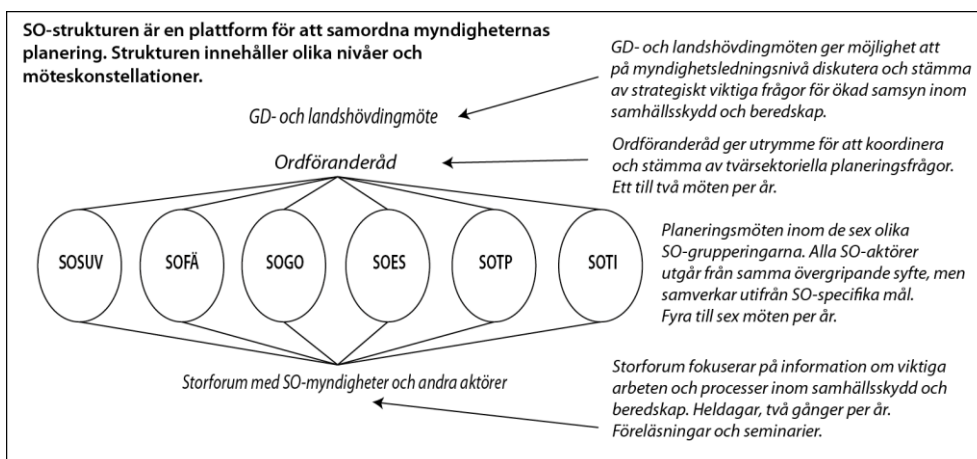 SO-strukturen är en plattform för att samordna myndigheternas
planering. Strukturen innehåller olika nivåer och
möteskonstellationer.
GD- och landshövdingmöten ger möjlighet att
på myndighetsledningsnivå diskutera och stämma
av strategiskt viktiga frågor för ökad samsyn inom
samhällsskydd och beredskap.
GD- och landshövdingmöte
Ordföranderåd ger utrymme för att koordinera
och stämma av tvärsektoriella planeringsfrågor.
Ett till två möten per år.
Ordföranderåd
SOSUV
SOFÄ
SOGO
SOES
SOTP
SOTI
Planeringsmöten inom de sex olika
SO-grupperingarna. Alla SO-aktörer
utgår från samma övergripande syfte, men
samverkar utifrån SO-specifika mål.
Fyra till sex möten per år.
Storforum med SO-myndigheter och andra aktörer
Storforum fokuserar på information om viktiga
arbeten och processer inom samhällsskydd och
beredskap. Heldagar, två gånger per år.
Föreläsningar och seminarier.